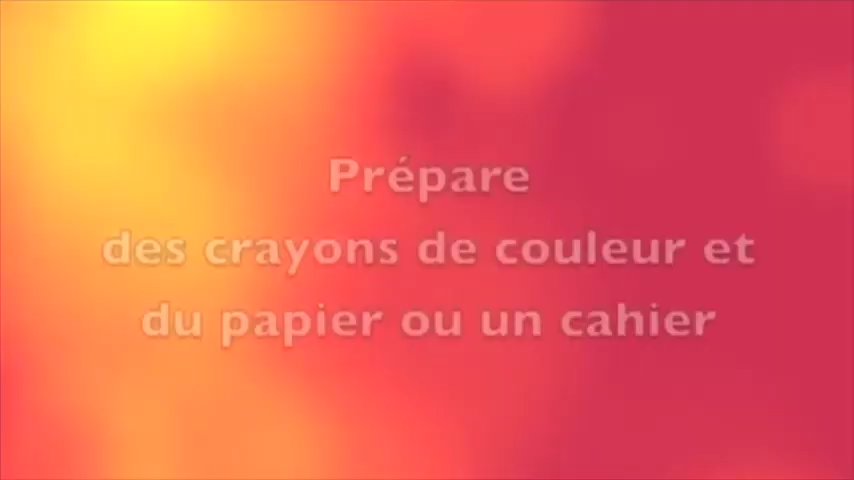 Prépare
des crayons de couleur et
du papier ou un cahier